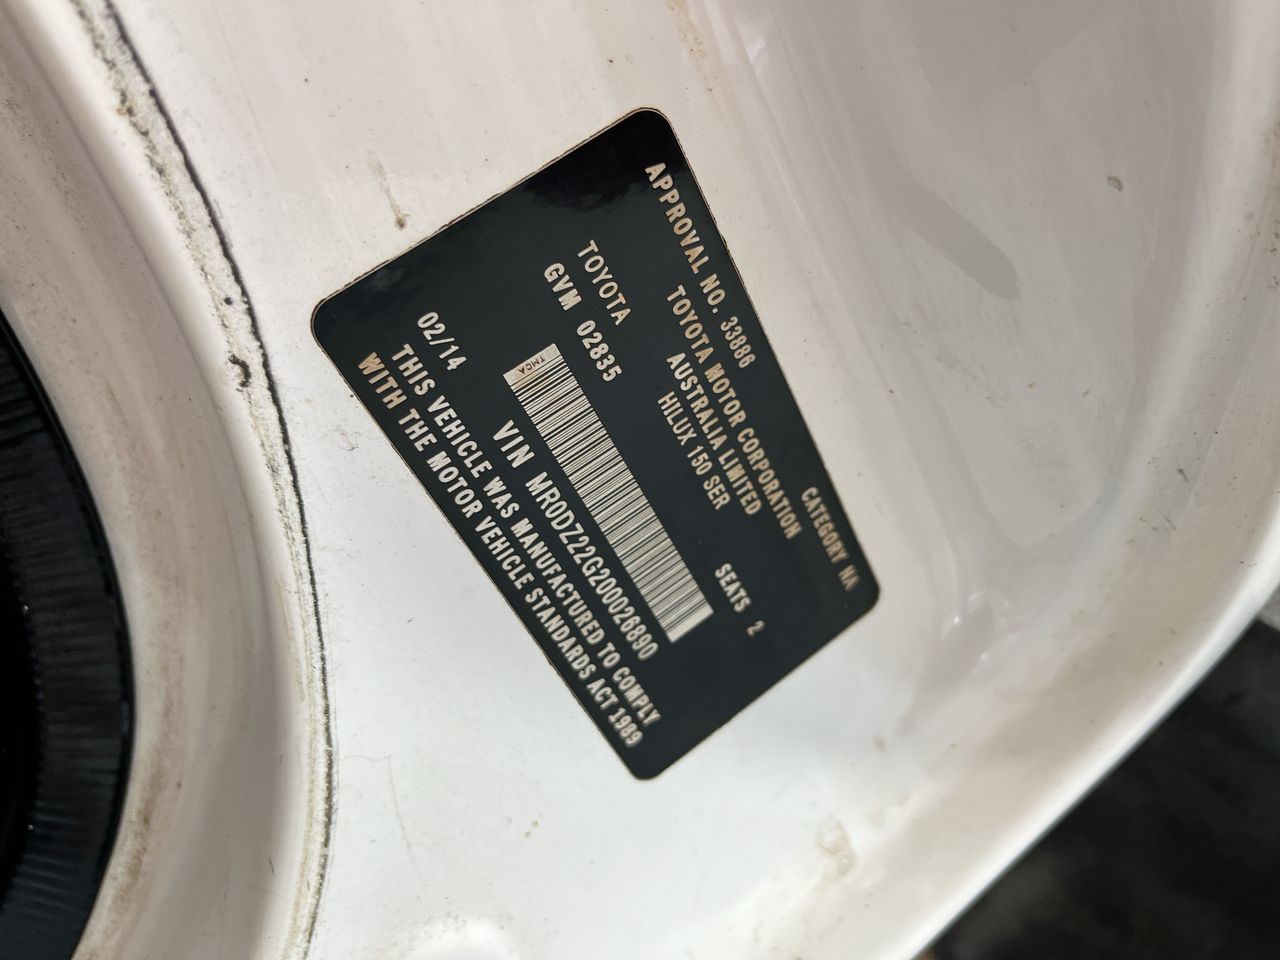 APPROVAL NO. 33886 CATEGORY NA
TOYOTA MOTOR CORPORATION
AUSTRALIA LIMITED
HILUX 150 SER
TOYOTA
GVM 02835 SEATS 2
TMCA
VIN MR0DZ22G200026890
02/14
THIS VEHICLE WAS MANUFACTURED TO COMPLY
WITH THE MOTOR VEHICLE STANDARDS ACT 1989